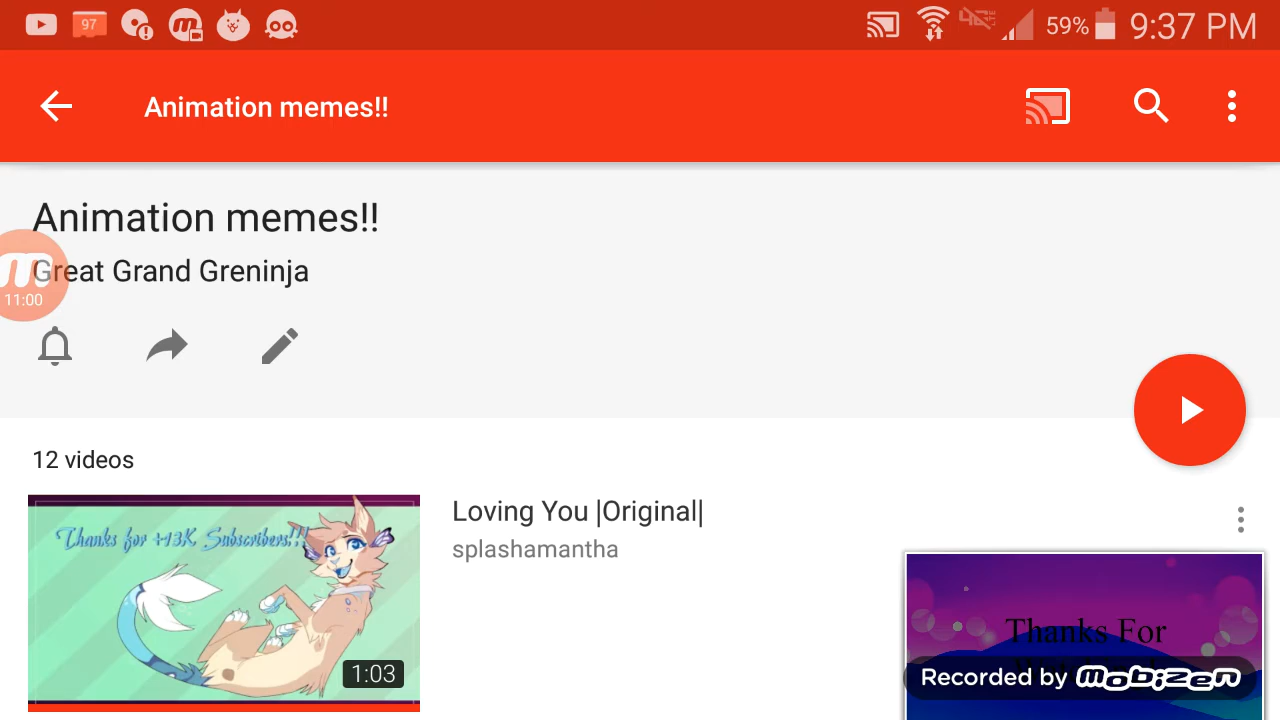 97
59%
9:37 PM
Animation memes!!
Animation memes!!
Great Grand Greninja
11:00
12 videos
Thanks for +13K Subscribers!!!
1:03
Loving You |Original|
splashamantha
Thanks For
Recorded by mobizen